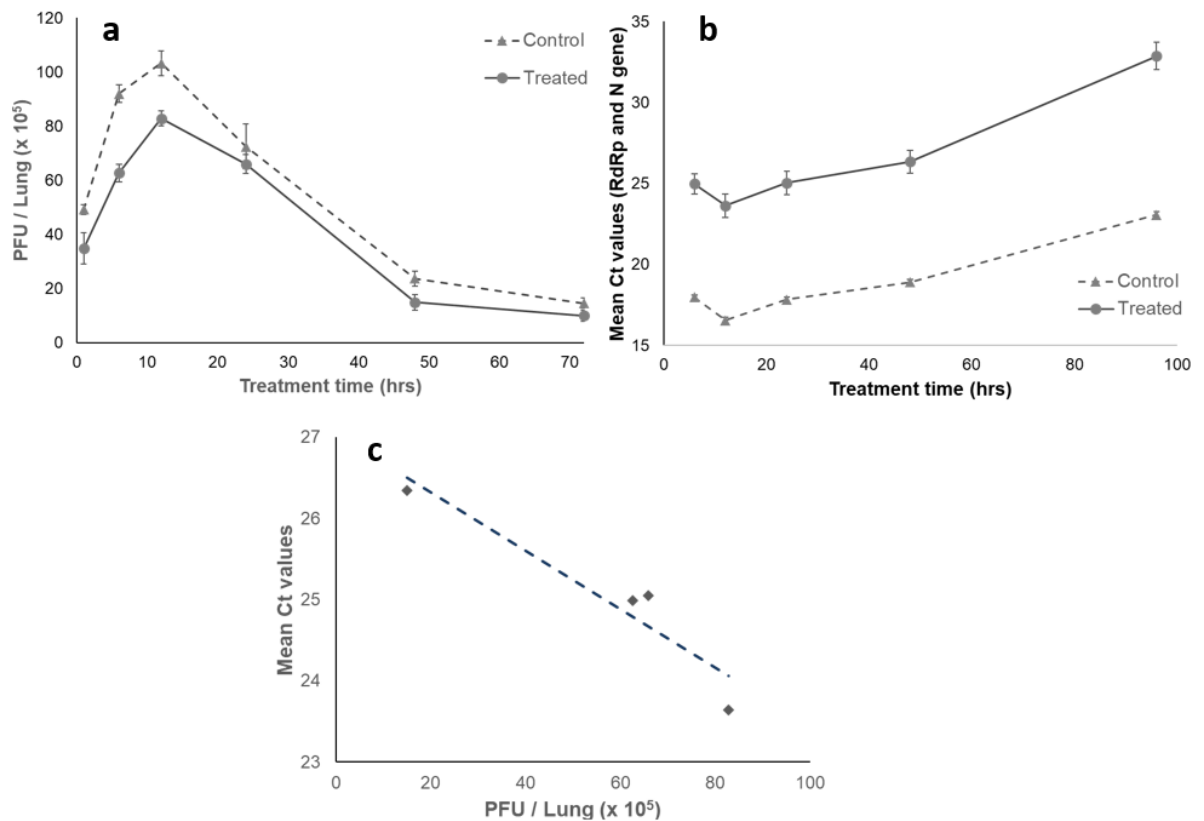 a
120
100
80
60
40
20
0
PFU / Lung (x 10⁵)
Control
Treated
0 10 20 30 40 50 60 70
Treatment time (hrs)
b
35
30
25
20
15
Mean Ct values (RdRp and N gene)
Control
Treated
0 20 40 60 80 100
Treatment time (hrs)
c
27
26
25
24
23
Mean Ct values
0 20 40 60 80 100
PFU / Lung (x 10⁵)